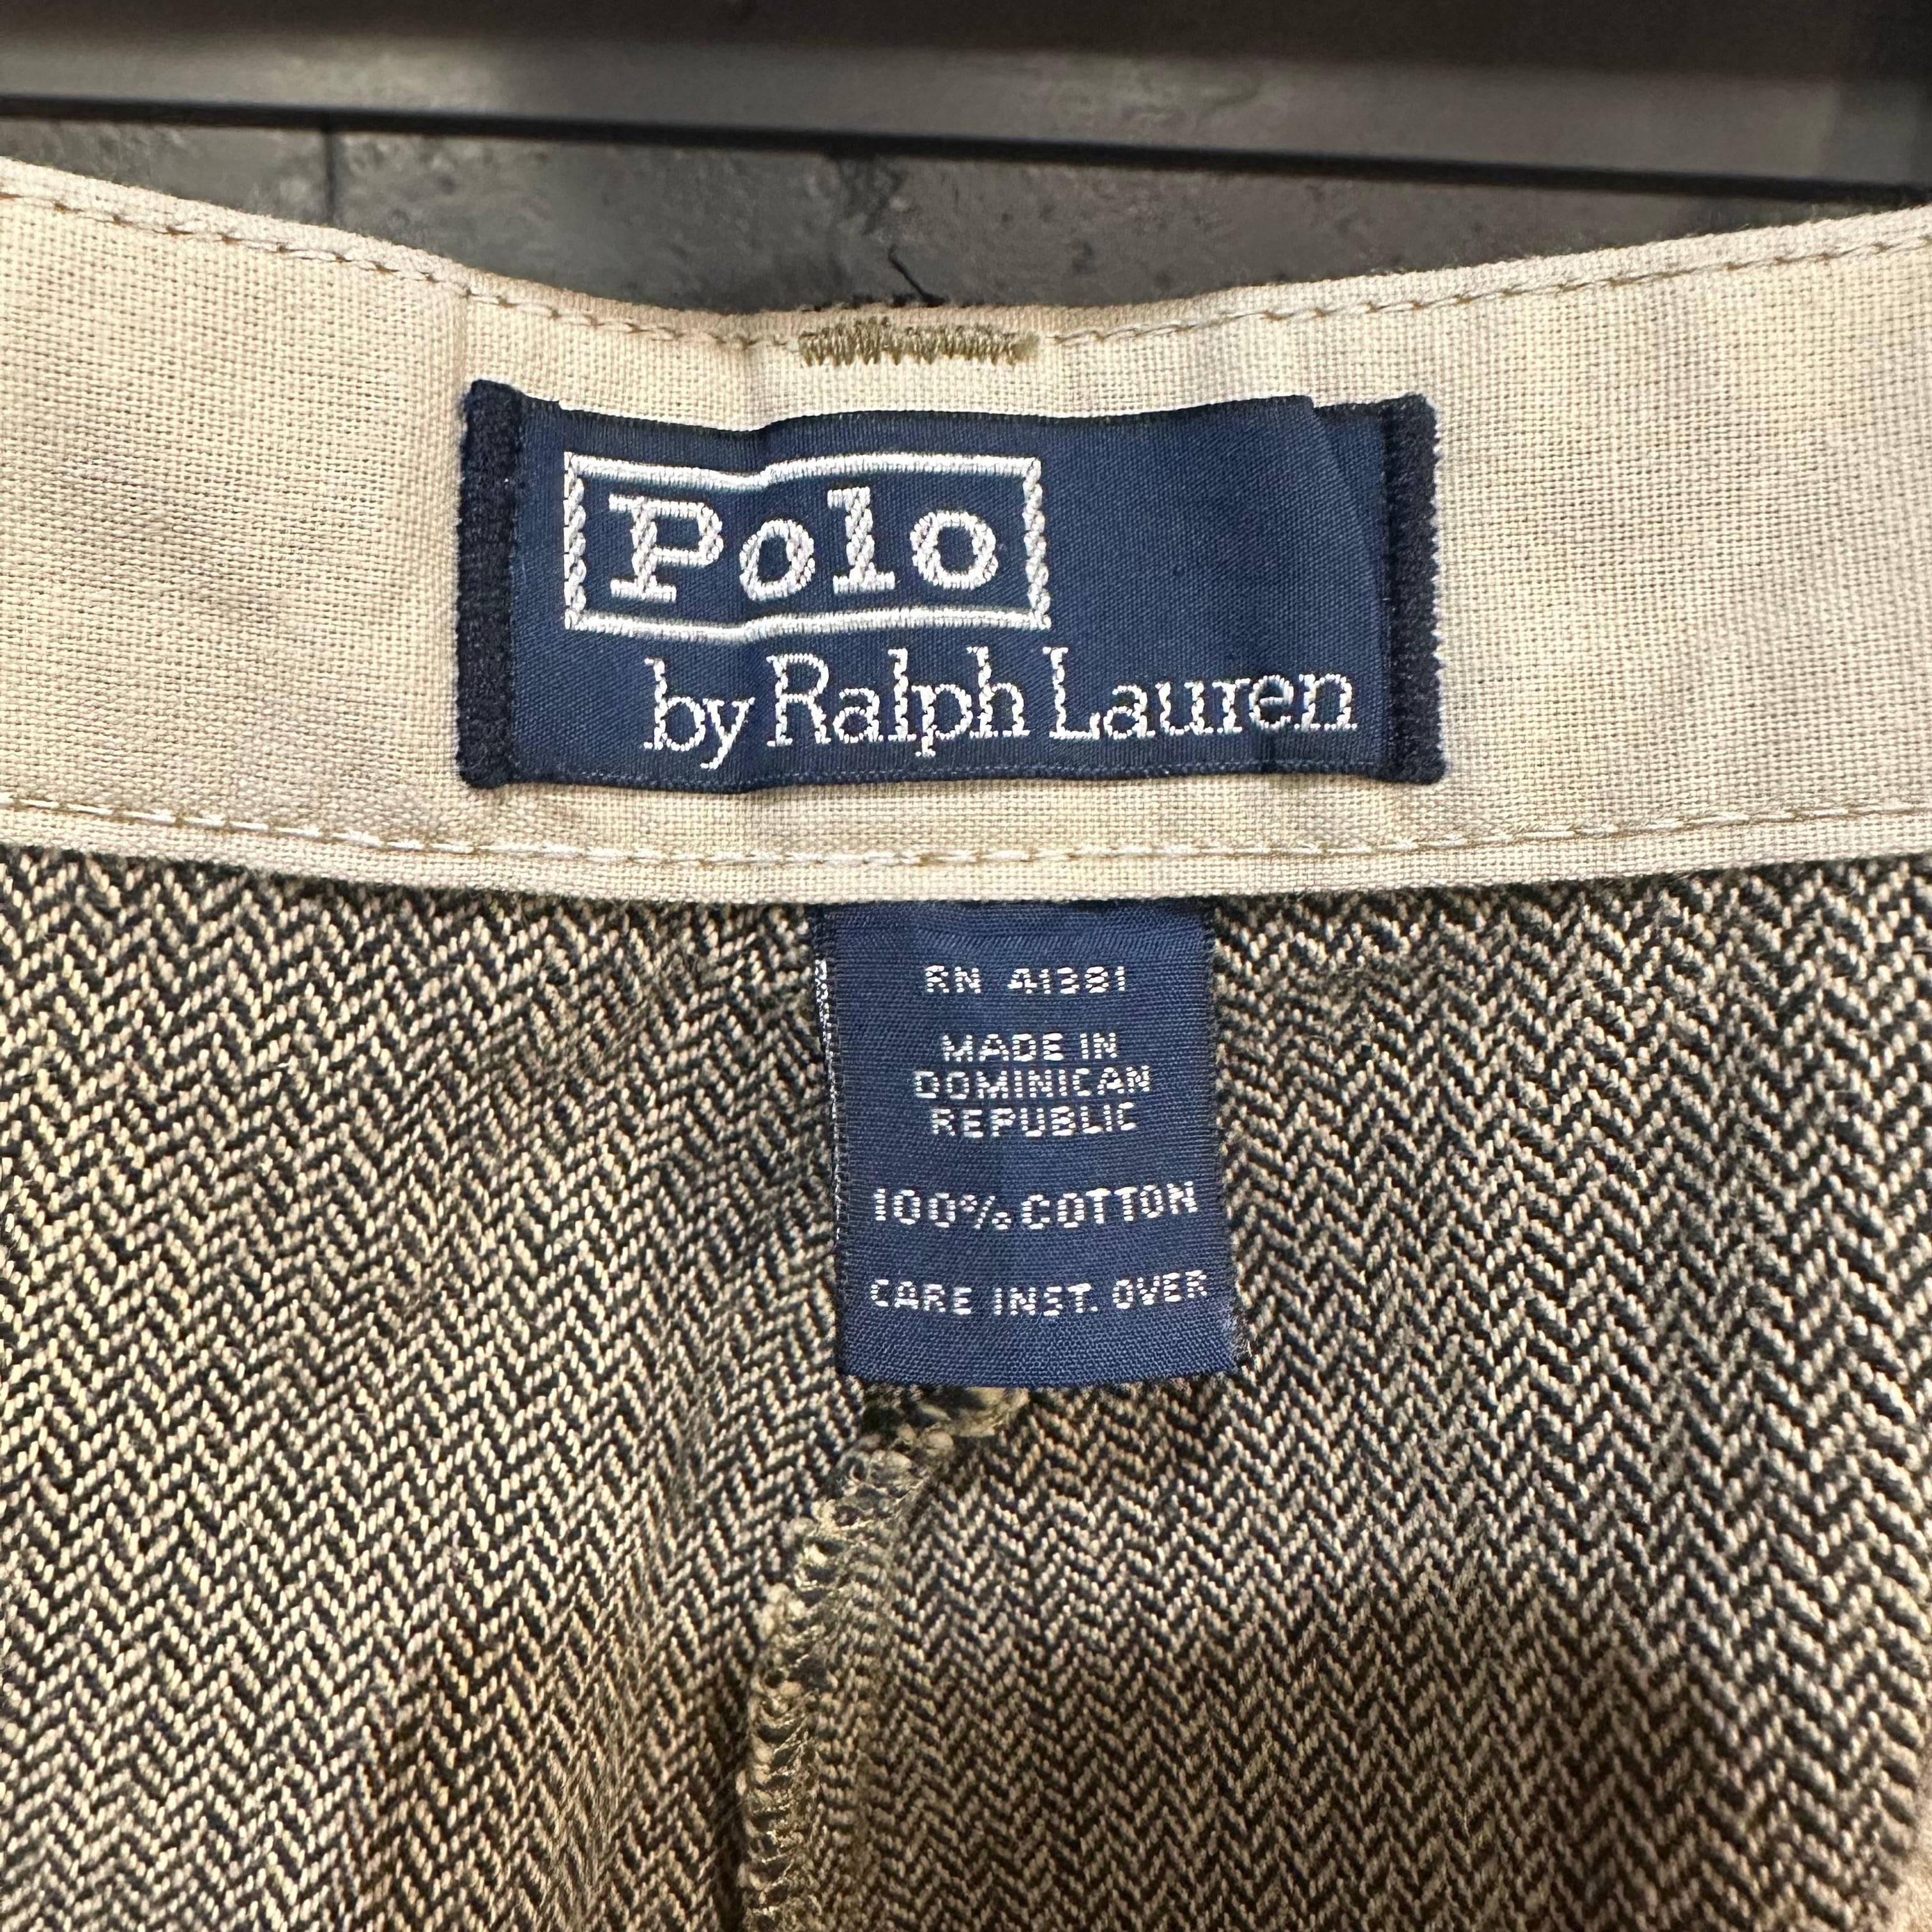 Polo
by Ralph Lauren
RN 41381
MADE IN
DOMINICAN
REPUBLIC
100% COTTON
CARE INST. OVER